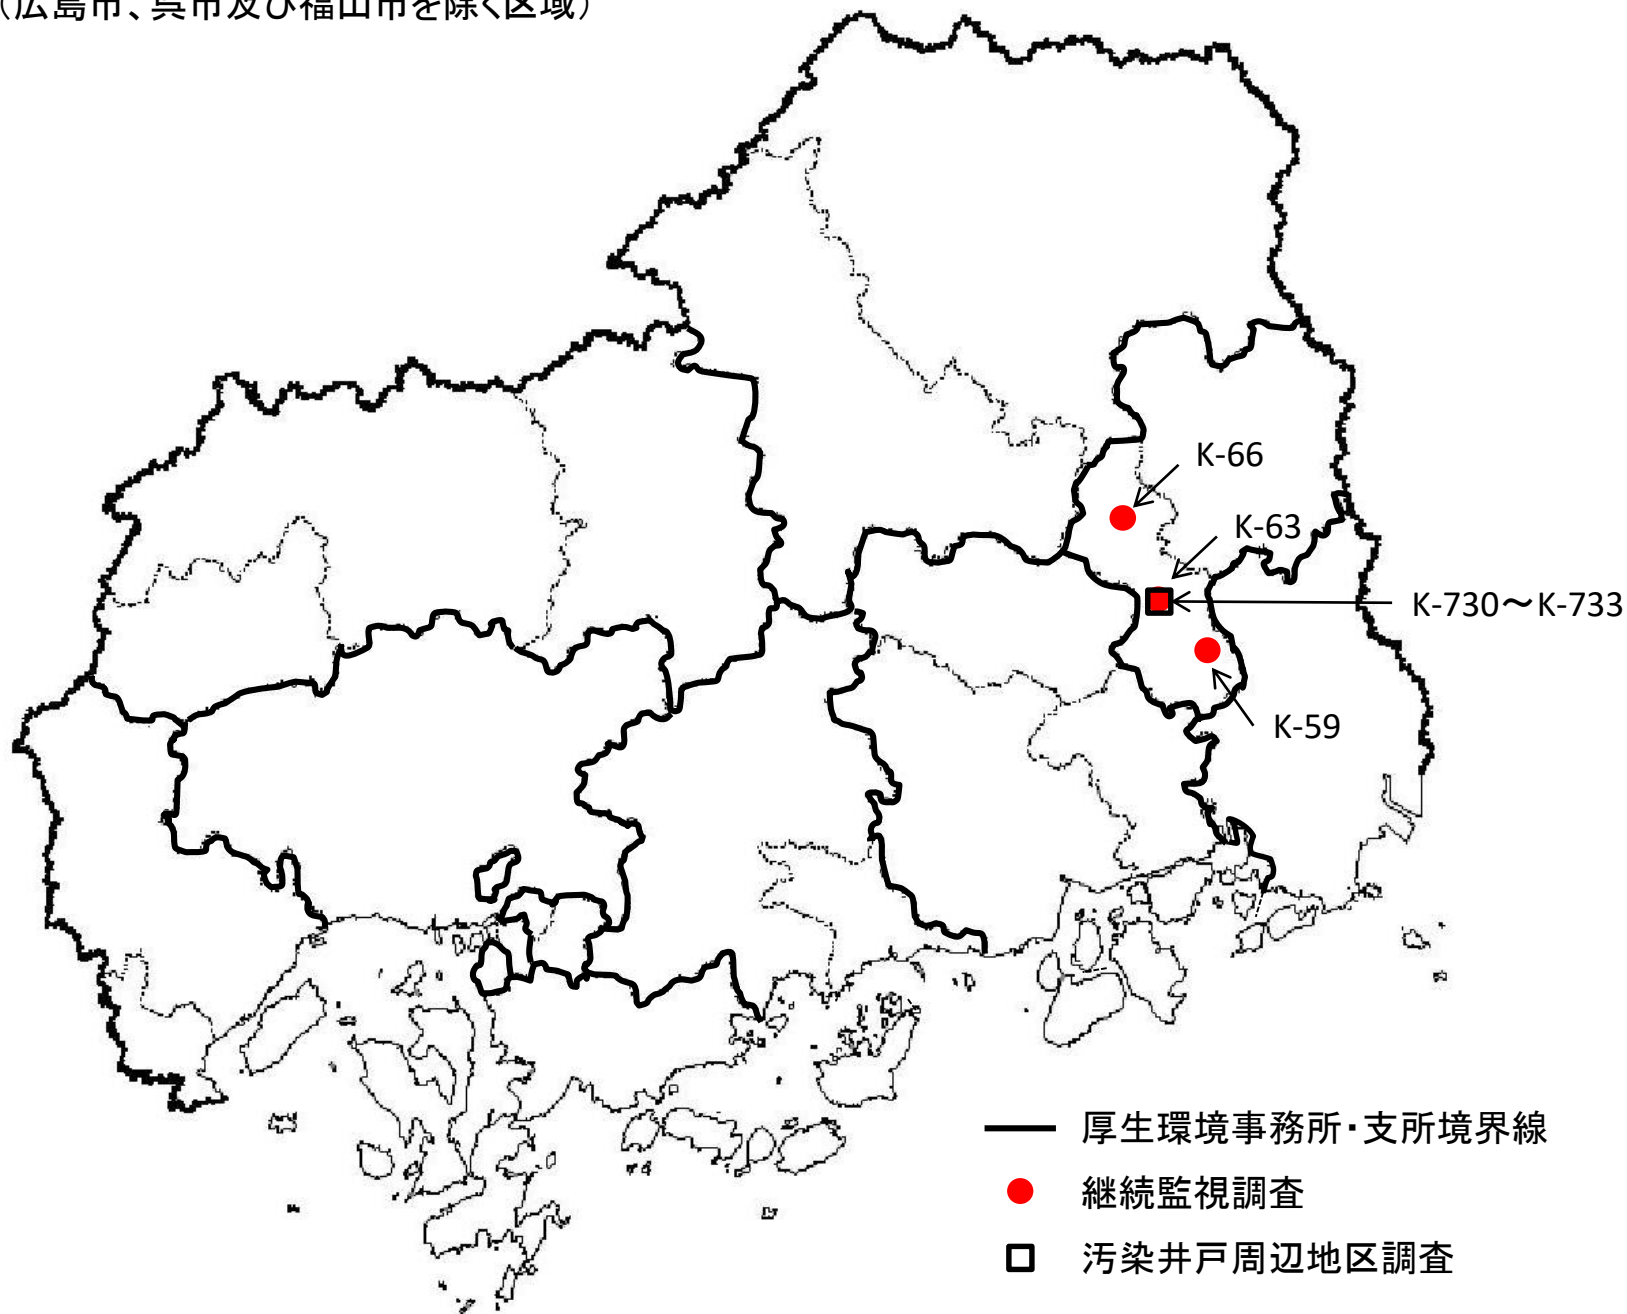 （広島市、呉市及び福山市を除く区域）
K-66
K-63
K-730～K-733
K-59
厚生環境事務所・支所境界線
継続監視調査
汚染井戸周辺地区調査